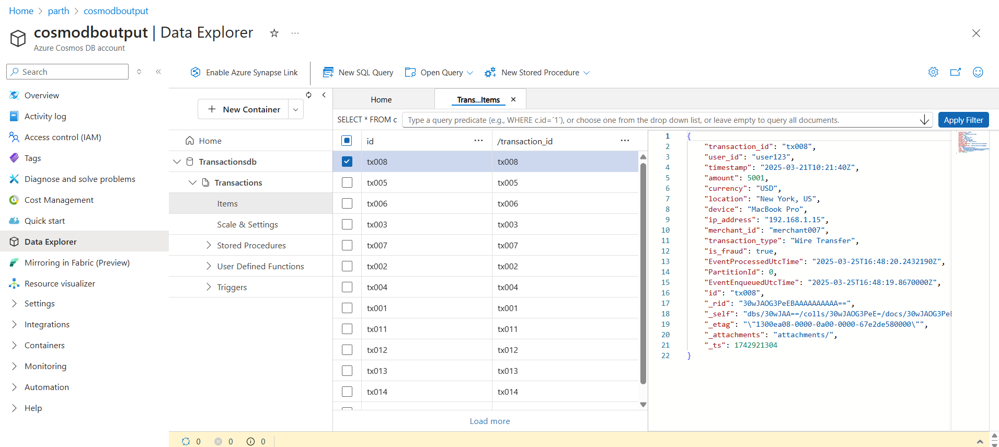 Home > parth > cosmodboutput
cosmodboutput | Data Explorer
Azure Cosmos DB account
Search
Overview
Activity log
Access control (IAM)
Tags
Diagnose and solve problems
Cost Management
Quick start
Data Explorer
Mirroring in Fabric (Preview)
Resource visualizer
Settings
Integrations
Containers
Monitoring
Automation
Help
Enable Azure Synapse Link
New SQL Query
Open Query
New Stored Procedure
New Container
Home
Transactionsdb
Transactions
Items
Scale & Settings
Stored Procedures
User Defined Functions
Triggers
Home
Trans...Items
SELECT * FROM c
Type a query predicate (e.g., WHERE c.id=´1´), or choose one from the drop down list, or leave empty to query all documents.
Apply Filter
id /transaction_id
tx008 tx008
tx005 tx005
tx006 tx006
tx003 tx003
tx007 tx007
tx002 tx002
tx004 tx004
tx001 tx001
tx011 tx011
tx012 tx012
tx013 tx013
tx014 tx014
Load more
1 {
2 "transaction_id": "tx008",
3 "user_id": "user123",
4 "timestamp": "2025-03-21T10:21:40Z",
5 "amount": 5001,
6 "currency": "USD",
7 "location": "New York, US",
8 "device": "MacBook Pro",
9 "ip_address": "192.168.1.15",
10 "merchant_id": "merchant007",
11 "transaction_type": "Wire Transfer",
12 "is_fraud": true,
13 "EventProcessedUtcTime": "2025-03-25T16:48:20.2432190Z",
14 "PartitionId": 0,
15 "EventEnqueuedUtcTime": "2025-03-25T16:48:19.8670000Z",
16 "id": "tx008",
17 "_rid": "30wJAOG3PeEBAAAAAAAAAA==",
18 "_self": "dbs/30wJAA==/colls/30wJAOG3PeE=/docs/30wJAOG3PeE
19 "_etag": "\"1300ea08-0000-0a00-0000-67e2de580000\"",
20 "_attachments": "attachments/",
21 "_ts": 1742921304
22 }
0 0 0